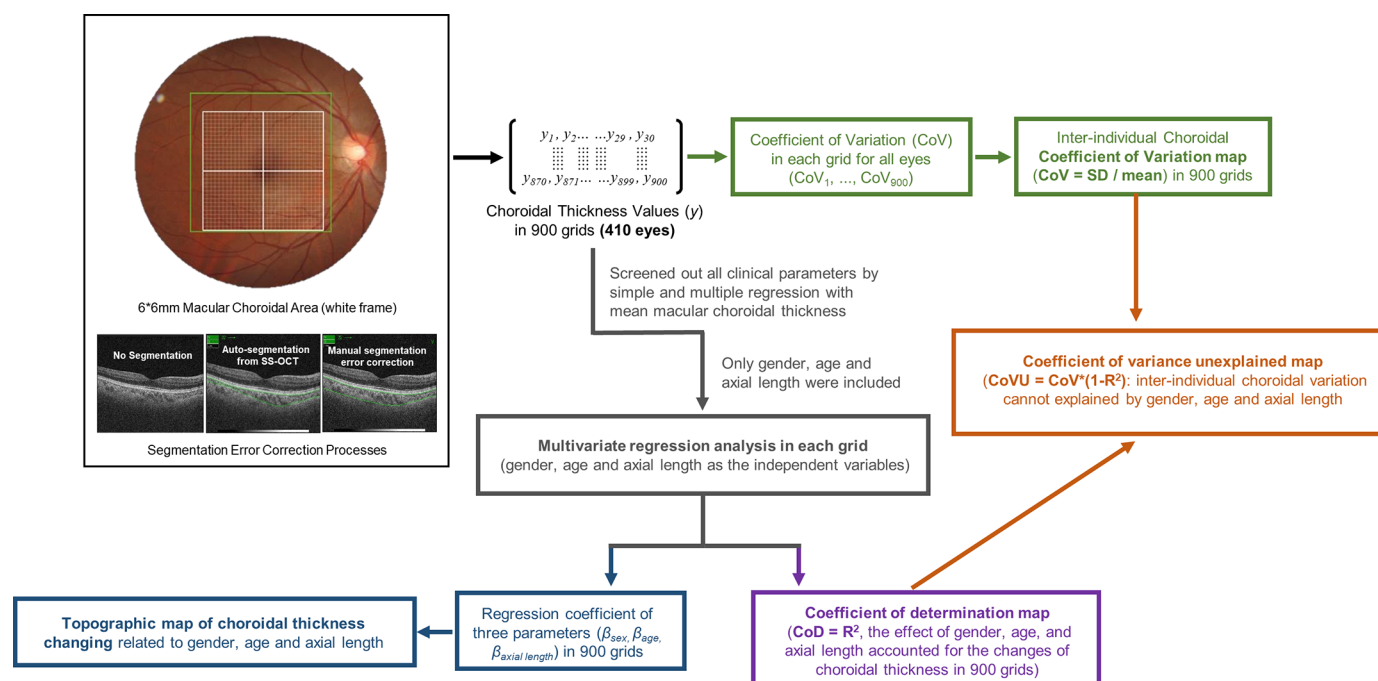 6*6mm Macular Choroidal Area (white frame)
No Segmentation
Auto-segmentation
from SS-OCT
Manual segmentation
error correction
Segmentation Error Correction Processes
y1, y2... ...y29, y30
y870, y871... ...y899, y900
Choroidal Thickness Values (y)
in 900 grids (410 eyes)
Coefficient of Variation (CoV)
in each grid for all eyes
(CoV1, ..., CoV900)
Inter-individual Choroidal
Coefficient of Variation map
(CoV = SD / mean) in 900 grids
Screened out all clinical parameters by
simple and multiple regression with
mean macular choroidal thickness
Only gender, age and
axial length were included
Coefficient of variance unexplained map
(CoVU = CoV*(1-R²): inter-individual choroidal variation
cannot explained by gender, age and axial length
Multivariate regression analysis in each grid
(gender, age and axial length as the independent variables)
Topographic map of choroidal thickness
changing related to gender, age and axial length
Regression coefficient of
three parameters (βsex, βage,
βaxial length) in 900 grids
Coefficient of determination map
(CoD = R², the effect of gender, age, and
axial length accounted for the changes of
choroidal thickness in 900 grids)